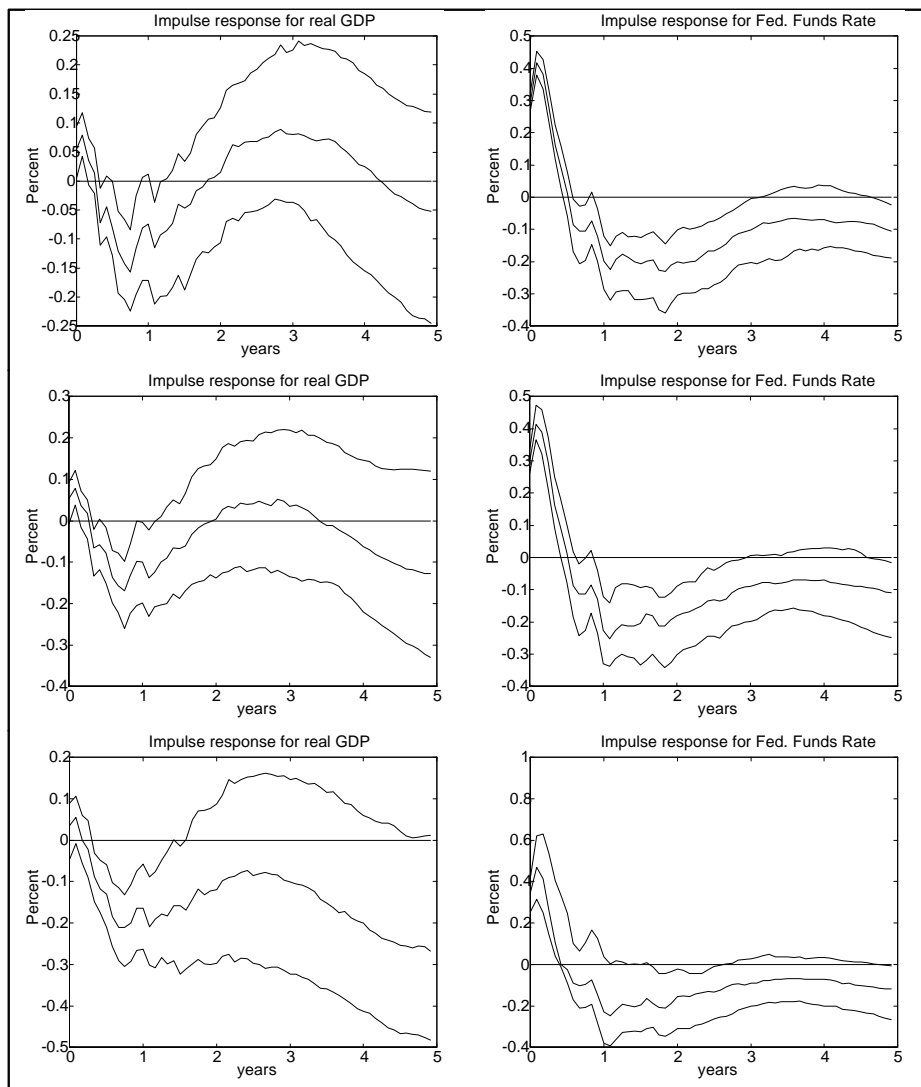 Impulse response for real GDP
Percent
0.25
0.2
0.15
0.1
0.05
0
-0.05
-0.1
-0.15
-0.2
-0.25
0 1 2 3 4 5
years
Impulse response for Fed. Funds Rate
Percent
0.5
0.4
0.3
0.2
0.1
0
-0.1
-0.2
-0.3
-0.4
0 1 2 3 4 5
years
Impulse response for real GDP
Percent
0.3
0.2
0.1
0
-0.1
-0.2
-0.3
-0.4
0 1 2 3 4 5
years
Impulse response for Fed. Funds Rate
Percent
0.5
0.4
0.3
0.2
0.1
0
-0.1
-0.2
-0.3
-0.4
0 1 2 3 4 5
years
Impulse response for real GDP
Percent
0.2
0.1
0
-0.1
-0.2
-0.3
-0.4
-0.5
0 1 2 3 4 5
years
Impulse response for Fed. Funds Rate
Percent
1
0.8
0.6
0.4
0.2
0
-0.2
-0.4
0 1 2 3 4 5
years